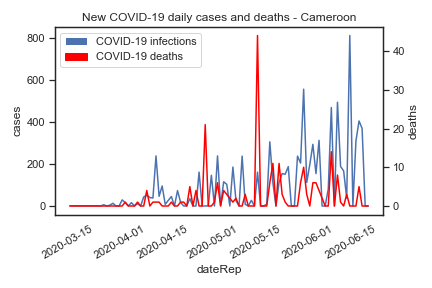 New COVID-19 daily cases and deaths - Cameroon
COVID-19 infections
COVID-19 deaths
cases
800
600
400
200
0
deaths
40
30
20
10
0
2020-03-15
2020-04-01
2020-04-15
2020-05-01
2020-05-15
2020-06-01
2020-06-15
dateRep